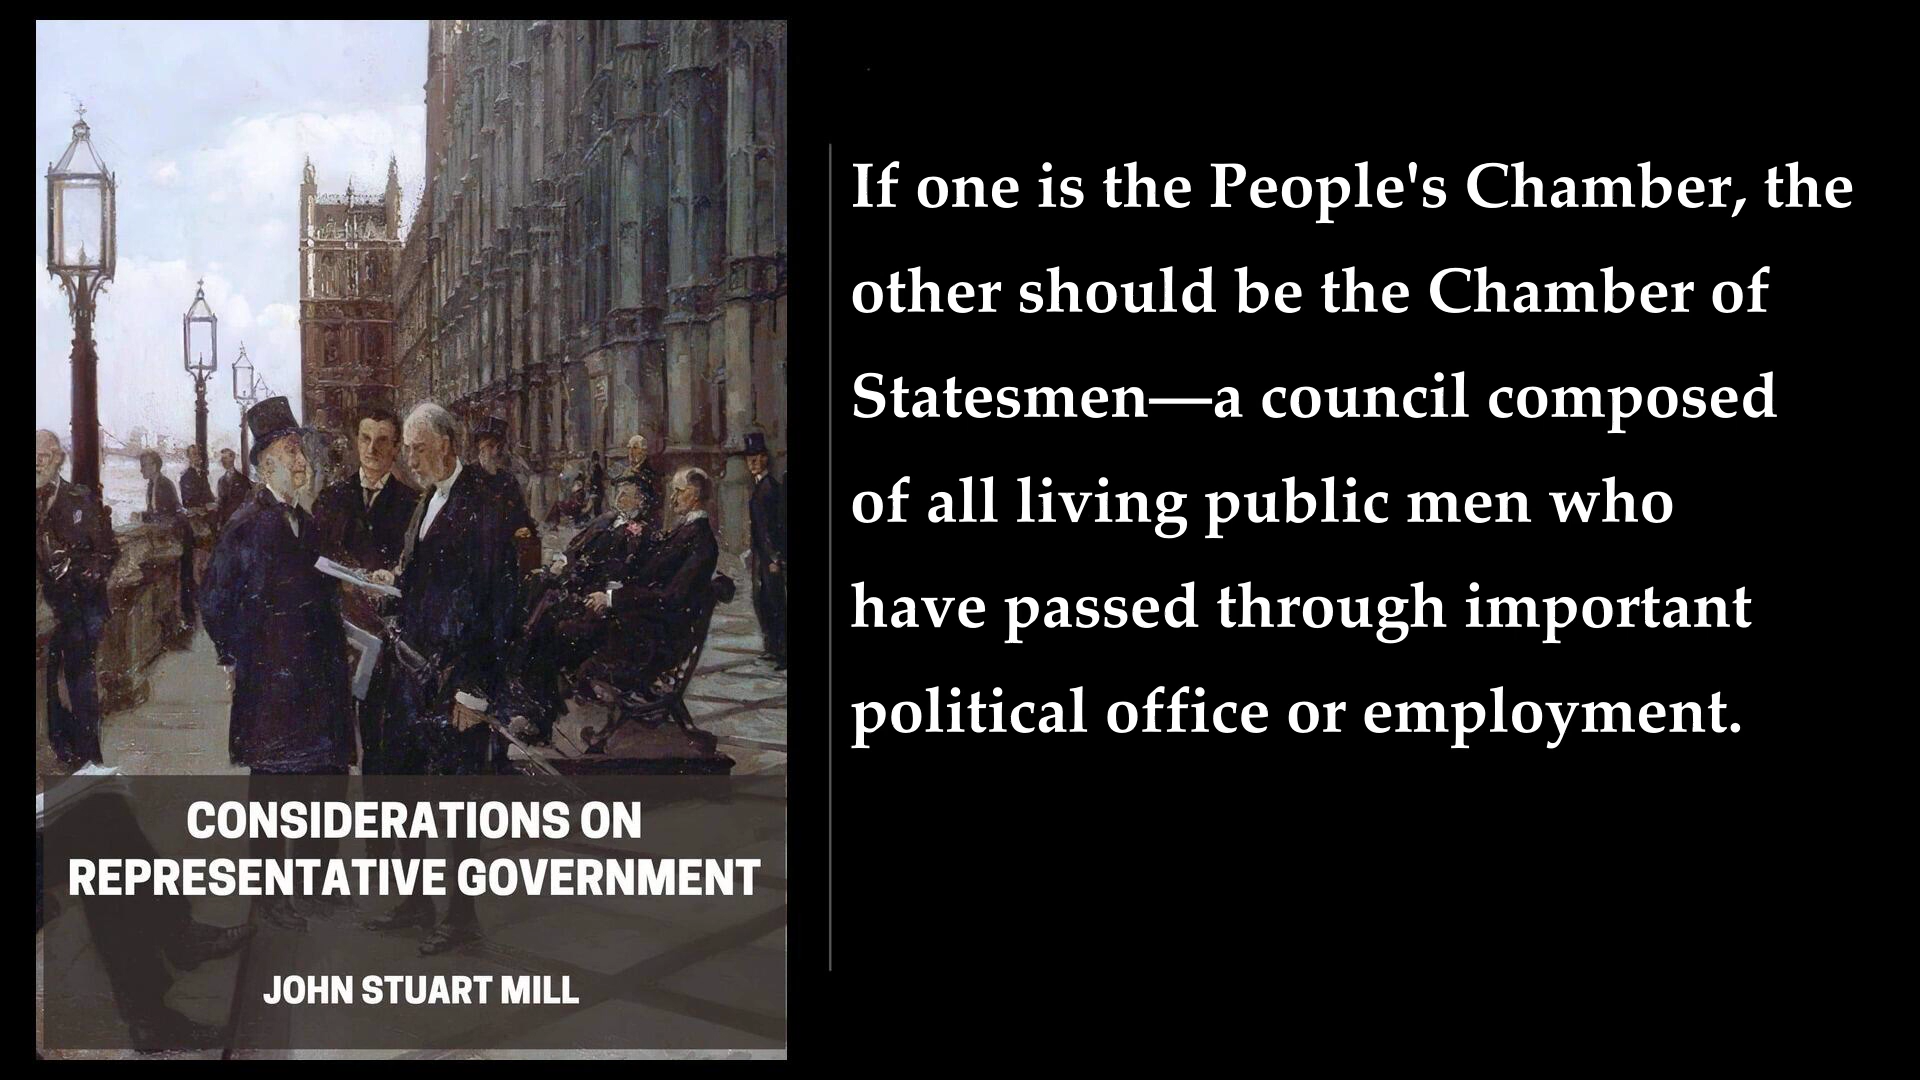 If one is the People's Chamber, the
other should be the Chamber of
Statesmen—a council composed
of all living public men who
have passed through important
political office or employment.
CONSIDERATIONS ON
REPRESENTATIVE GOVERNMENT
JOHN STUART MILL